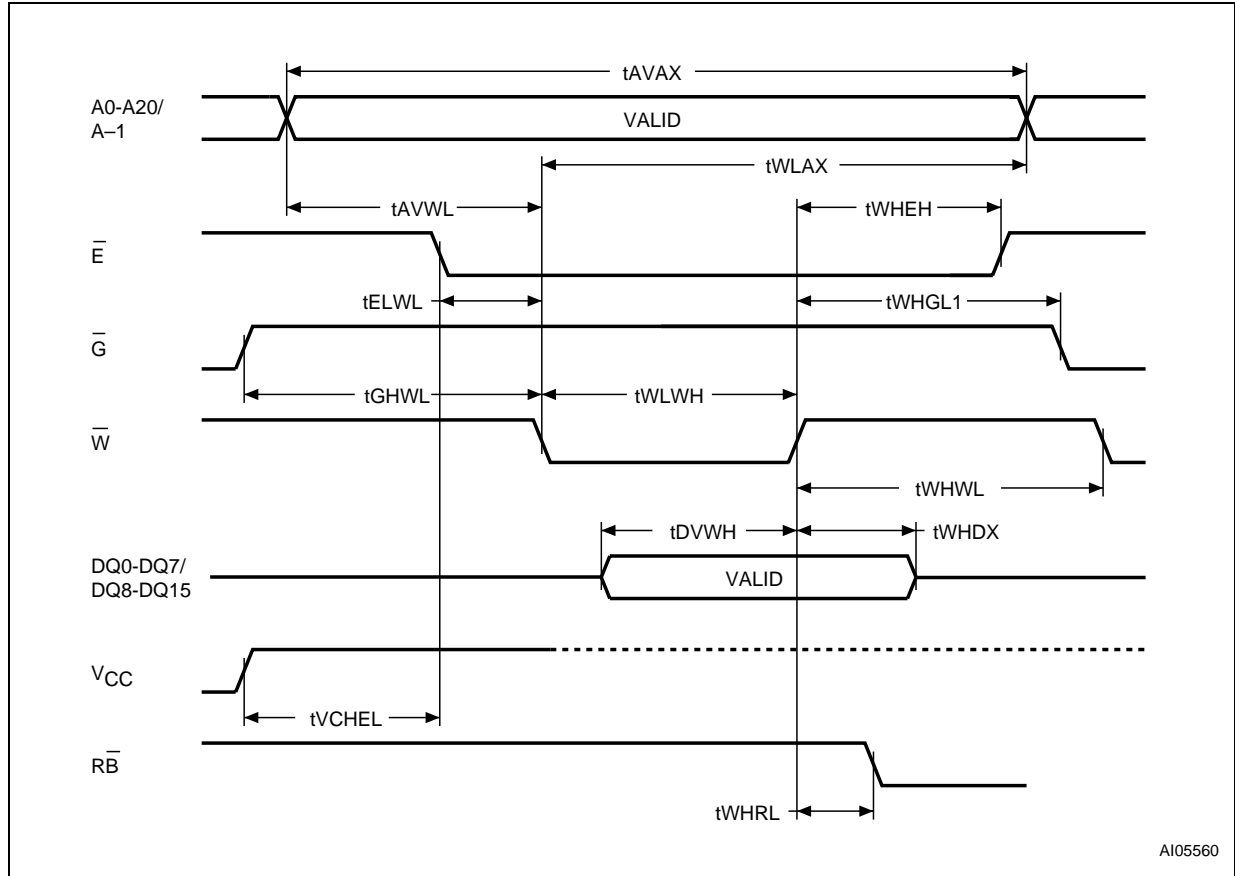 tAVAX
A0-A20/
A–1
VALID
tWLAX
tAVWL
tWHEH
E̅
tELWL
tWHGL1
G̅
tGHWL
tWLWH
W̅
tWHWL
tDVWH
tWHDX
DQ0-DQ7/
DQ8-DQ15
VALID
VCC
tVCHEL
RB̅
tWHRL
AI05560